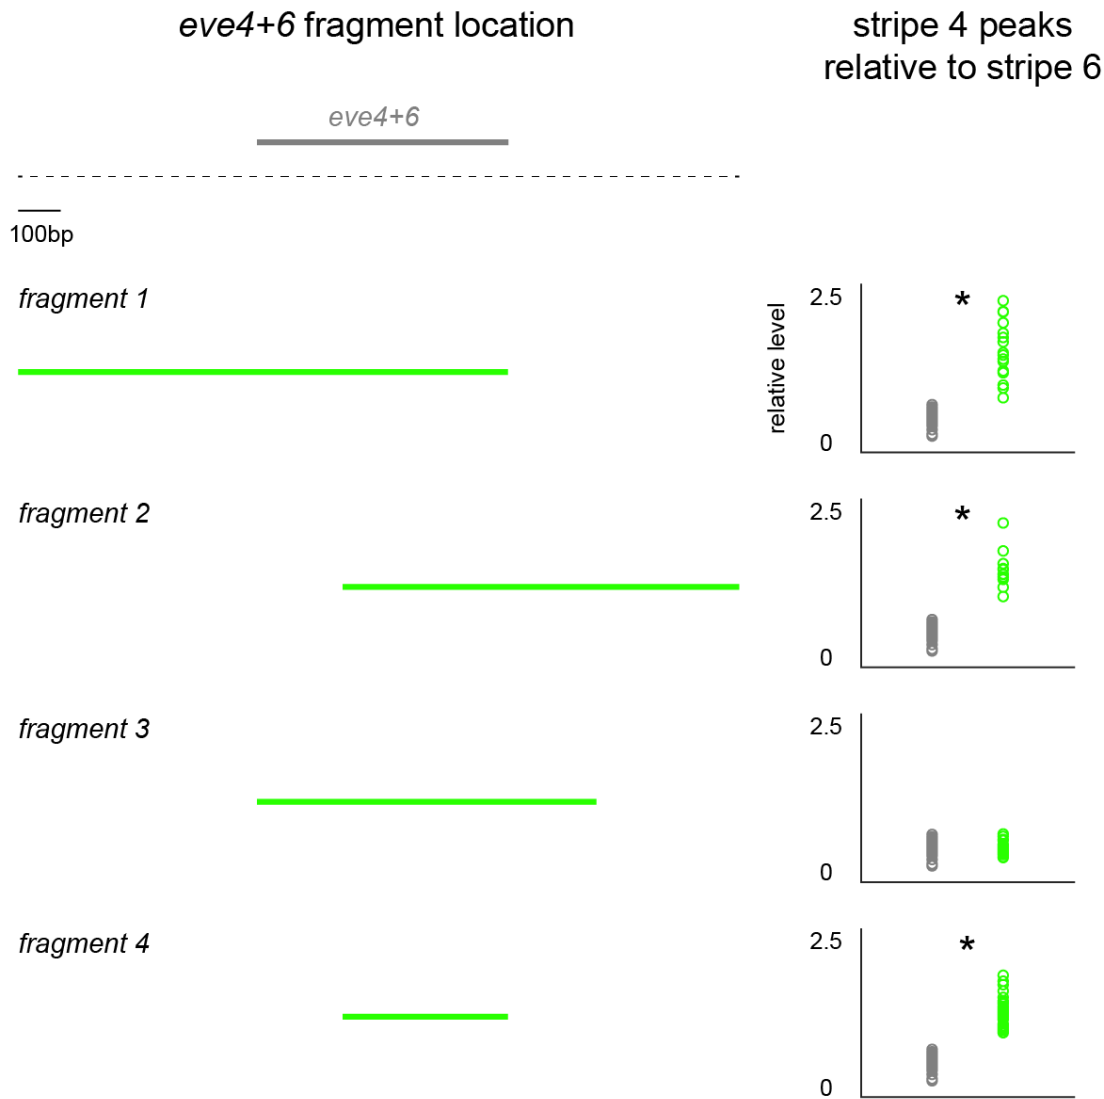 eve4+6 fragment location
stripe 4 peaks
relative to stripe 6
eve4+6
100bp
fragment 1
relative level
2.5
*
0
fragment 2
2.5
*
0
fragment 3
2.5
0
fragment 4
2.5
*
0